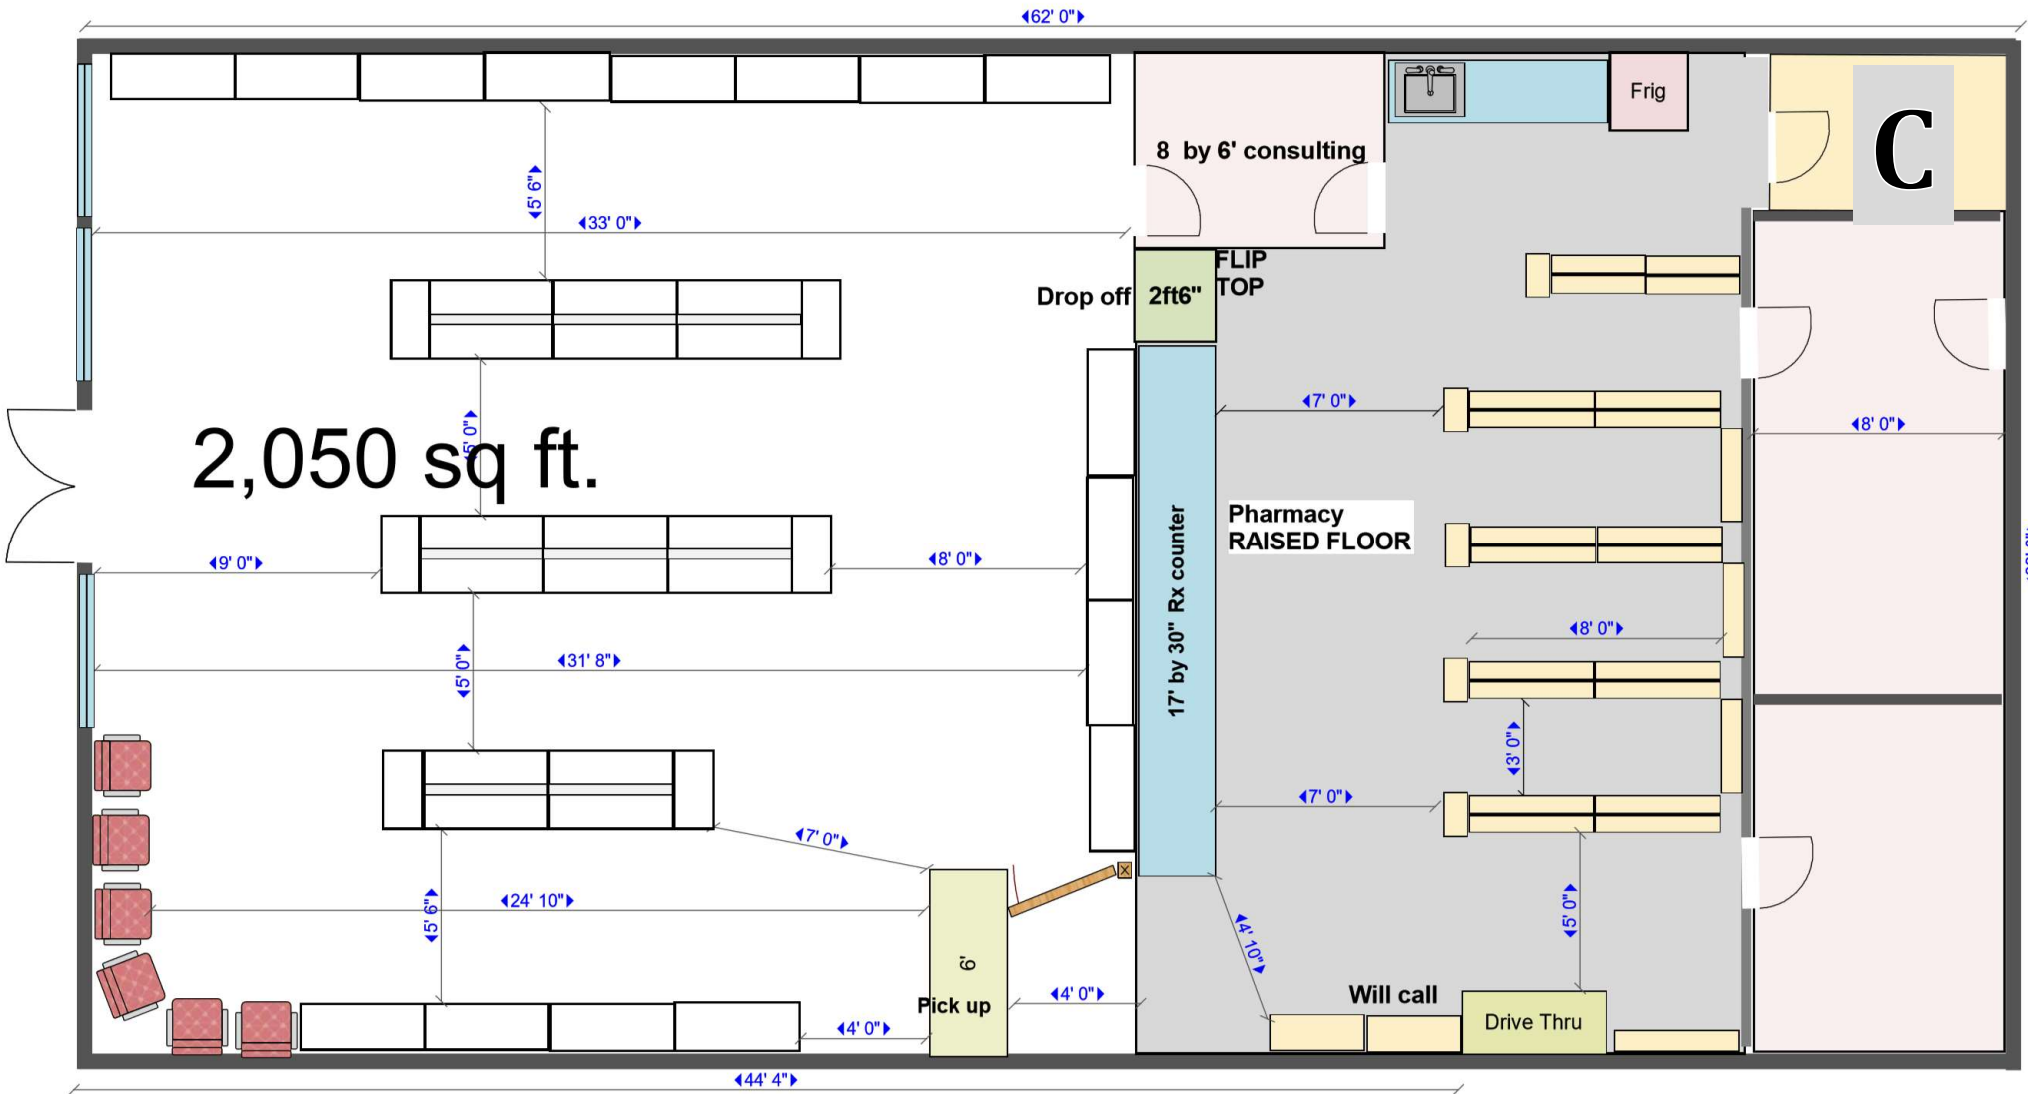 62' 0"
Frig
C
8 by 6' consulting
5' 6"
33' 0"
FLIP
TOP
Drop off
2ft6"
7' 0"
8' 0"
5' 0"
2,050 sq ft.
Pharmacy
RAISED FLOOR
17' by 30" Rx counter
9' 0"
8' 0"
8' 0"
5' 0"
31' 8"
3' 0"
7' 0"
7' 0"
5' 6"
24' 10"
5' 0"
4' 10"
6'
Pick up
4' 0"
Will call
Drive Thru
4' 0"
44' 4"